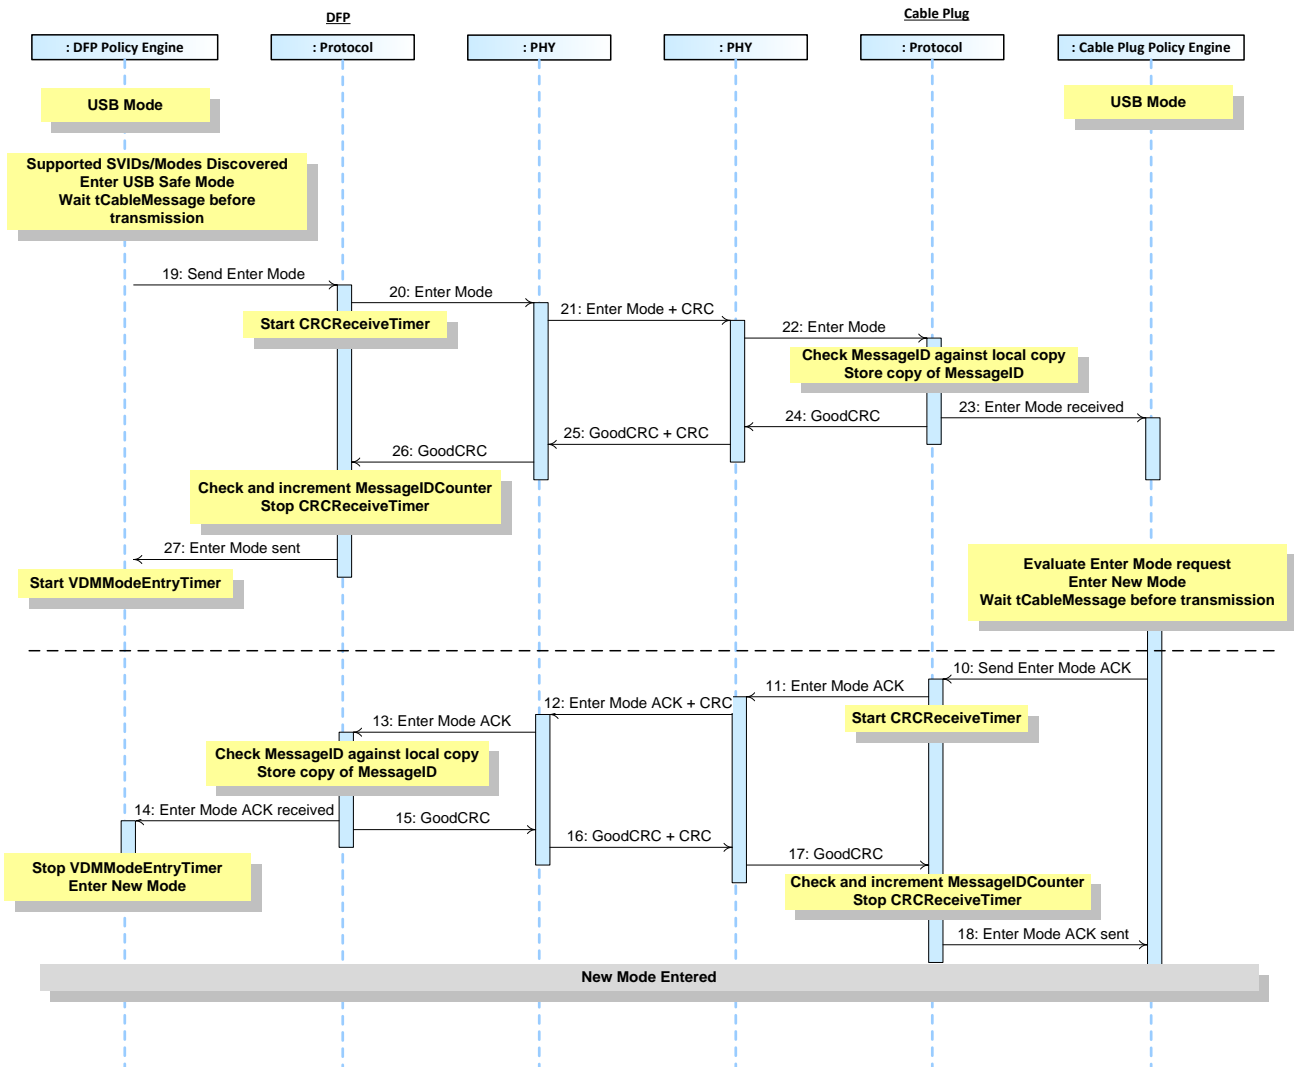 DFP
Cable Plug
: DFP Policy Engine
: Protocol
: PHY
: PHY
: Protocol
: Cable Plug Policy Engine
USB Mode
USB Mode
Supported SVIDs/Modes Discovered
Enter USB Safe Mode
Wait tCableMessage before
transmission
19: Send Enter Mode
20: Enter Mode
21: Enter Mode + CRC
Start CRCReceiveTimer
22: Enter Mode
Check MessageID against local copy
Store copy of MessageID
23: Enter Mode received
24: GoodCRC
25: GoodCRC + CRC
26: GoodCRC
Check and increment MessageIDCounter
Stop CRCReceiveTimer
27: Enter Mode sent
Start VDMModeEntryTimer
Evaluate Enter Mode request
Enter New Mode
Wait tCableMessage before transmission
10: Send Enter Mode ACK
11: Enter Mode ACK
12: Enter Mode ACK + CRC
Start CRCReceiveTimer
13: Enter Mode ACK
Check MessageID against local copy
Store copy of MessageID
14: Enter Mode ACK received
15: GoodCRC
16: GoodCRC + CRC
17: GoodCRC
Stop VDMModeEntryTimer
Enter New Mode
Check and increment MessageIDCounter
Stop CRCReceiveTimer
18: Enter Mode ACK sent
New Mode Entered